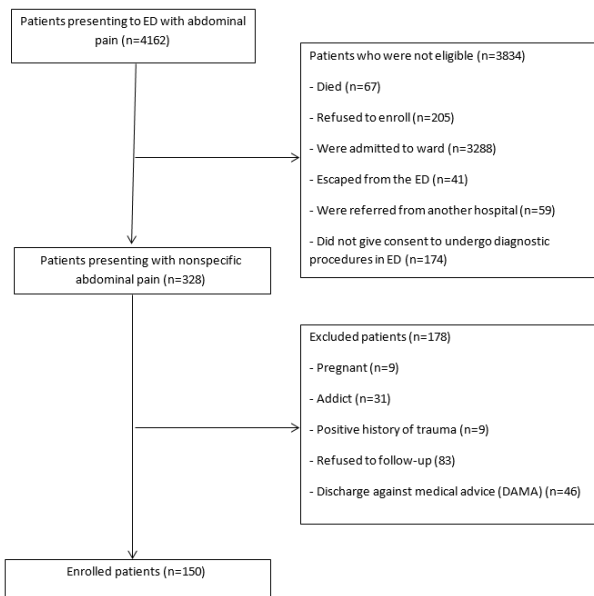 Patients presenting to ED with abdominal
pain (n=4162)
Patients who were not eligible (n=3834)
- Died (n=67)
- Refused to enroll (n=205)
- Were admitted to ward (n=3288)
- Escaped from the ED (n=41)
- Were referred from another hospital (n=59)
- Did not give consent to undergo diagnostic
procedures in ED (n=174)
Patients presenting with nonspecific
abdominal pain (n=328)
Excluded patients (n=178)
- Pregnant (n=9)
- Addict (n=31)
- Positive history of trauma (n=9)
- Refused to follow-up (83)
- Discharge against medical advice (DAMA) (n=46)
Enrolled patients (n=150)